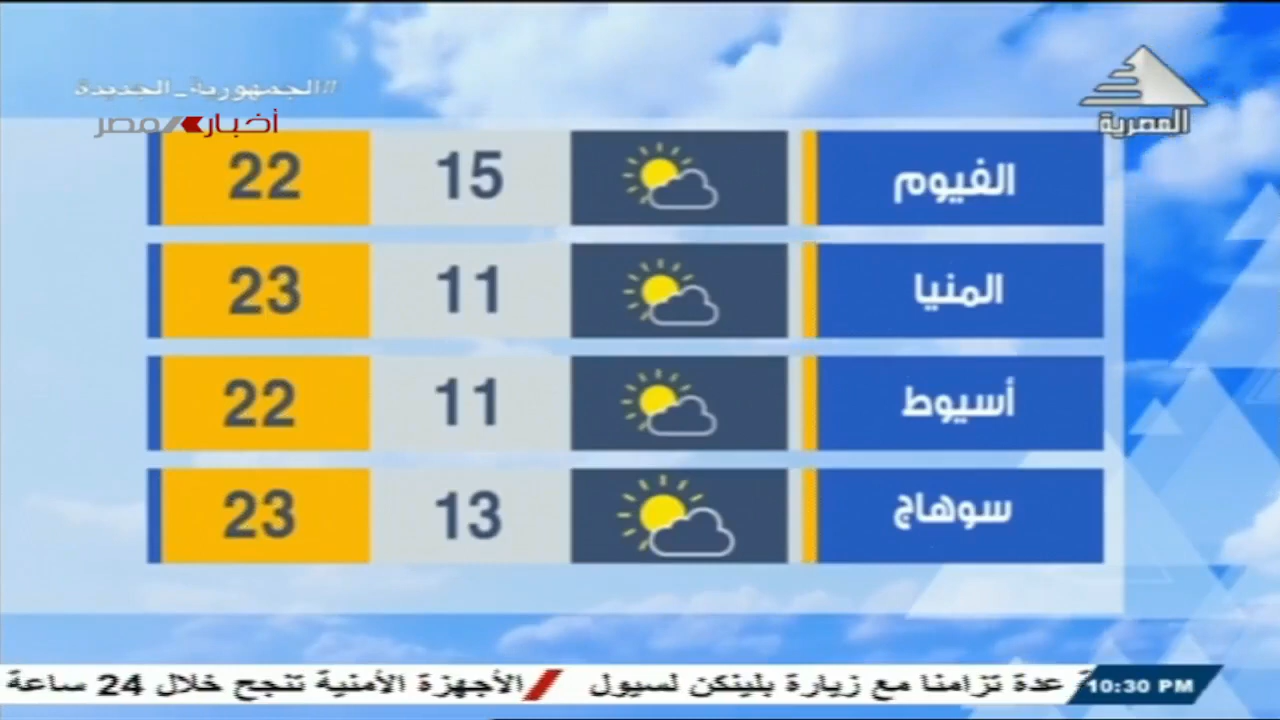 #الجمهورية_الجديدة
أخبار مصر
المصرية
الفيوم 15 22
المنيا 11 23
أسيوط 11 22
سوهاج 13 23
10:30 PM
عدة تزامنا مع زيارة بلينكن لسيول
الأجهزة الأمنية تنجح خلال 24 ساعة